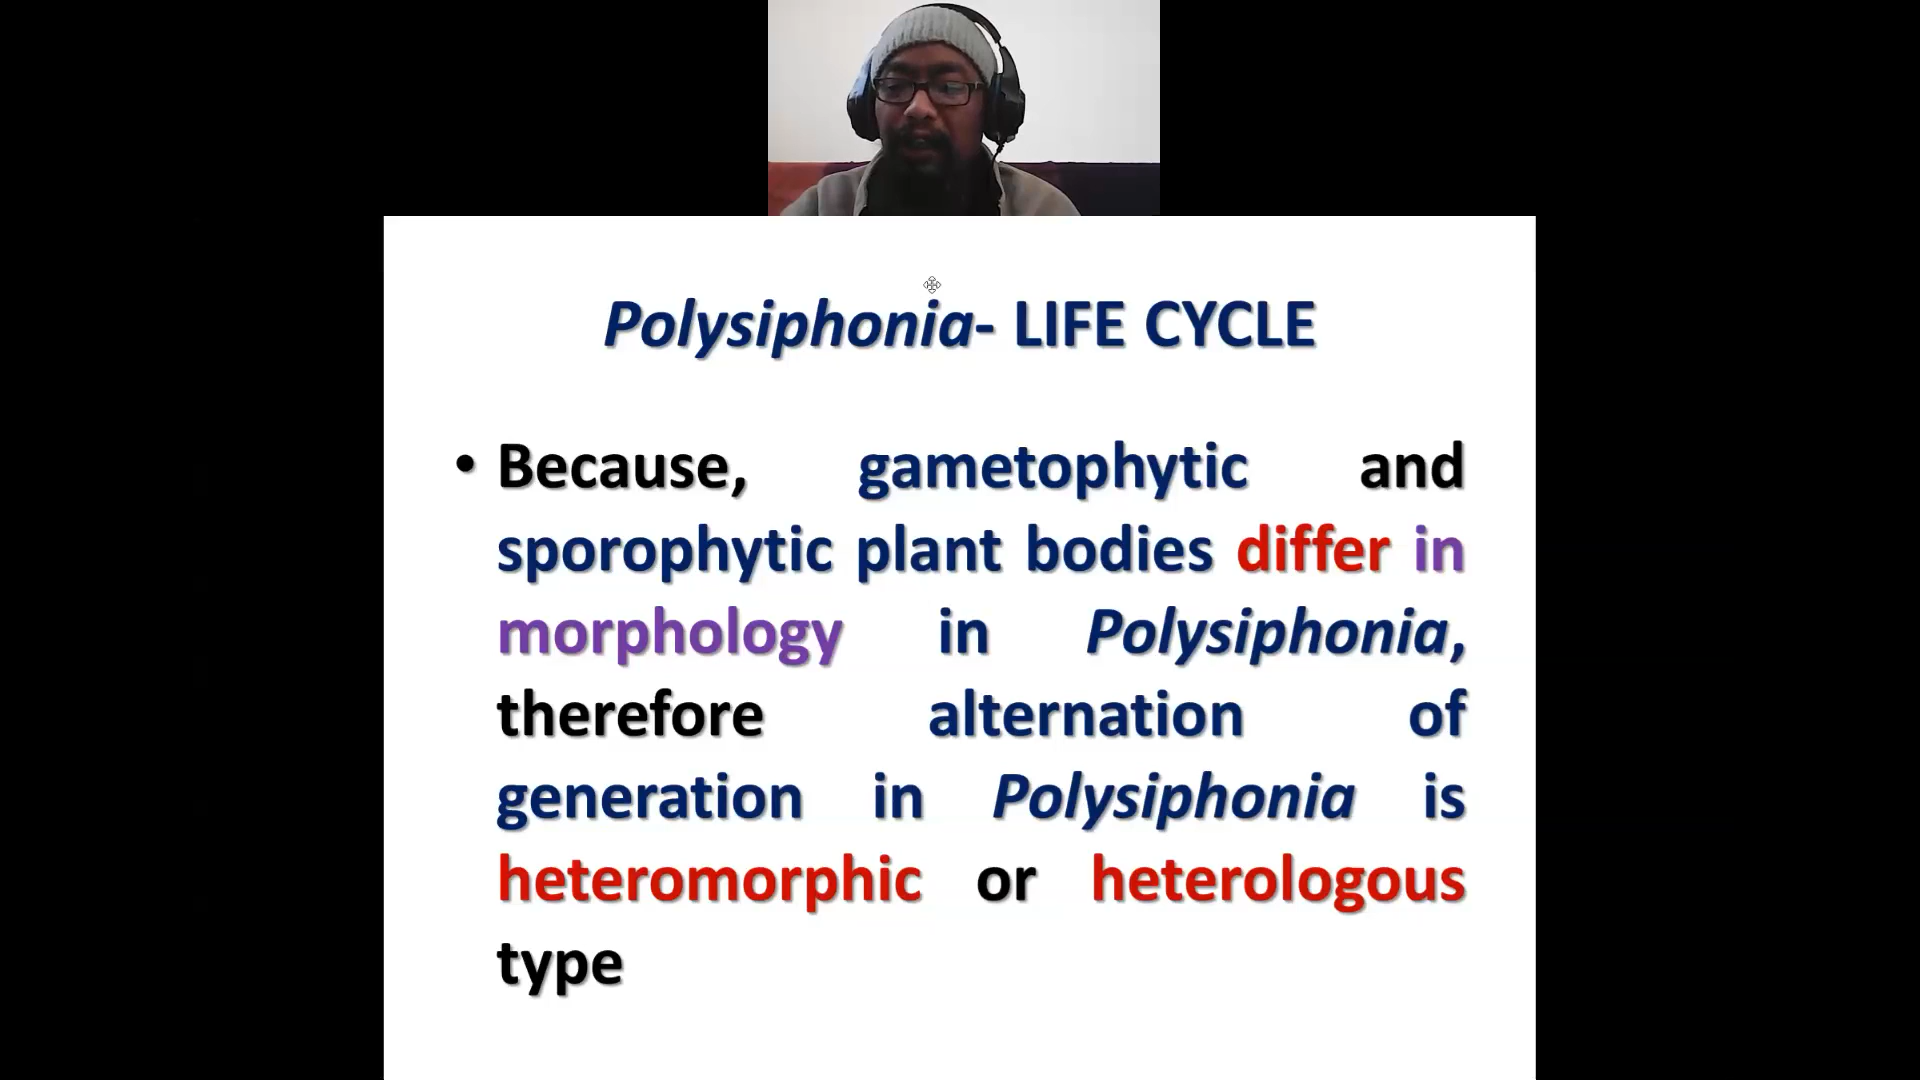 Polysiphonia- LIFE CYCLE
• Because, gametophytic and
sporophytic plant bodies differ in
morphology in Polysiphonia,
therefore alternation of
generation in Polysiphonia is
heteromorphic or heterologous
type